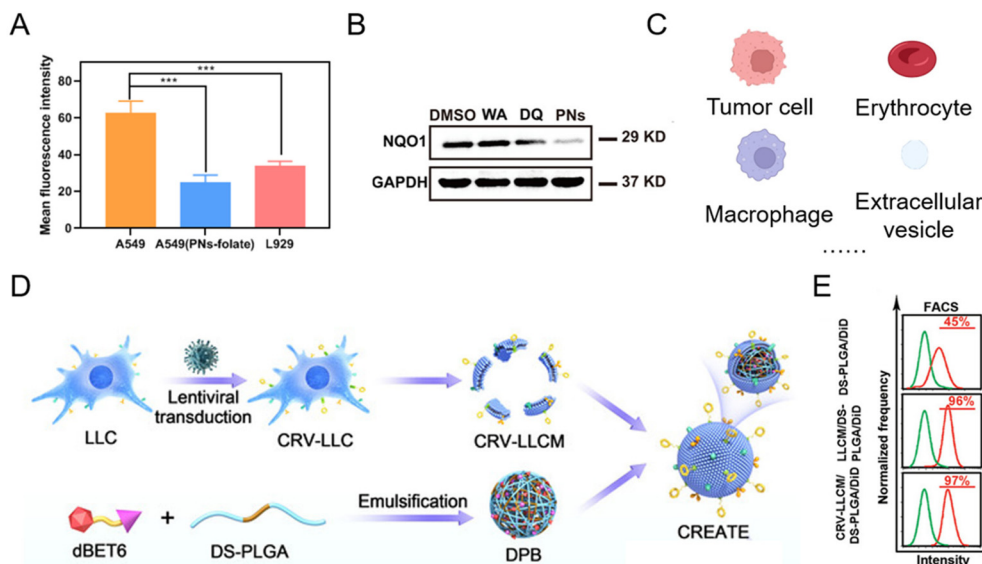 A
Mean fluorescence intensity
80
60
40
20
0
***
***
A549
A549(PNs-folate)
L929
B
DMSO WA DQ PNs
NQO1
29 KD
GAPDH
37 KD
C
Tumor cell
Erythrocyte
Macrophage
Extracellular
vesicle
......
D
LLC
Lentiviral
transduction
CRV-LLC
CRV-LLCM
dBET6
+
DS-PLGA
Emulsification
DPB
CREATE
E
FACS
Normalized frequency
DS-PLGA/DiD
45%
LLCM/DS-
PLGA/DiD
96%
CRV-LLCM/
DS-PLGA/DiD
97%
Intensity